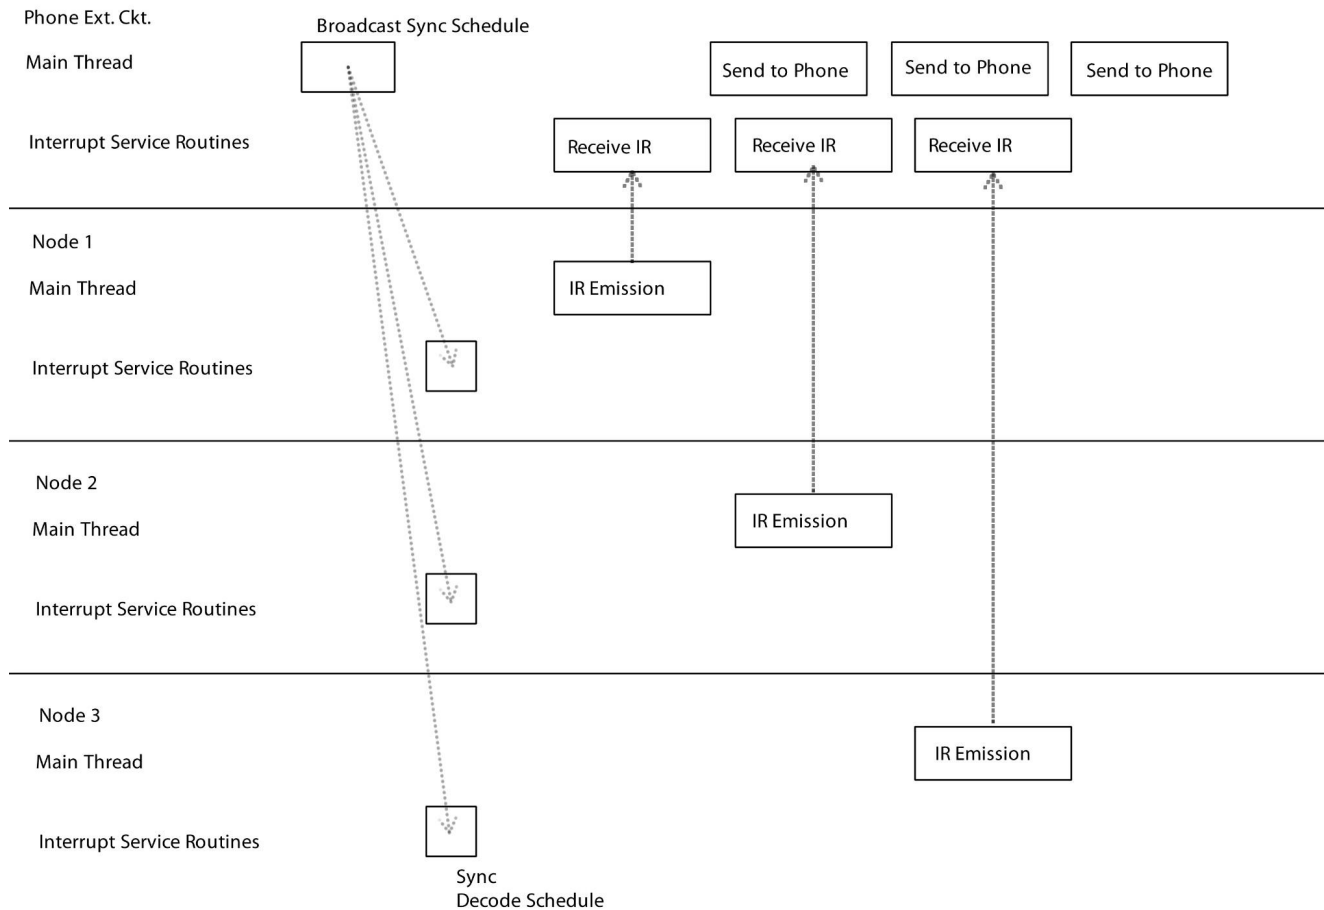 Phone Ext. Ckt.
Broadcast Sync Schedule
Main Thread
Send to Phone
Send to Phone
Send to Phone
Interrupt Service Routines
Receive IR
Receive IR
Receive IR
Node 1
Main Thread
IR Emission
Interrupt Service Routines
Node 2
Main Thread
IR Emission
Interrupt Service Routines
Node 3
Main Thread
IR Emission
Interrupt Service Routines
Sync
Decode Schedule